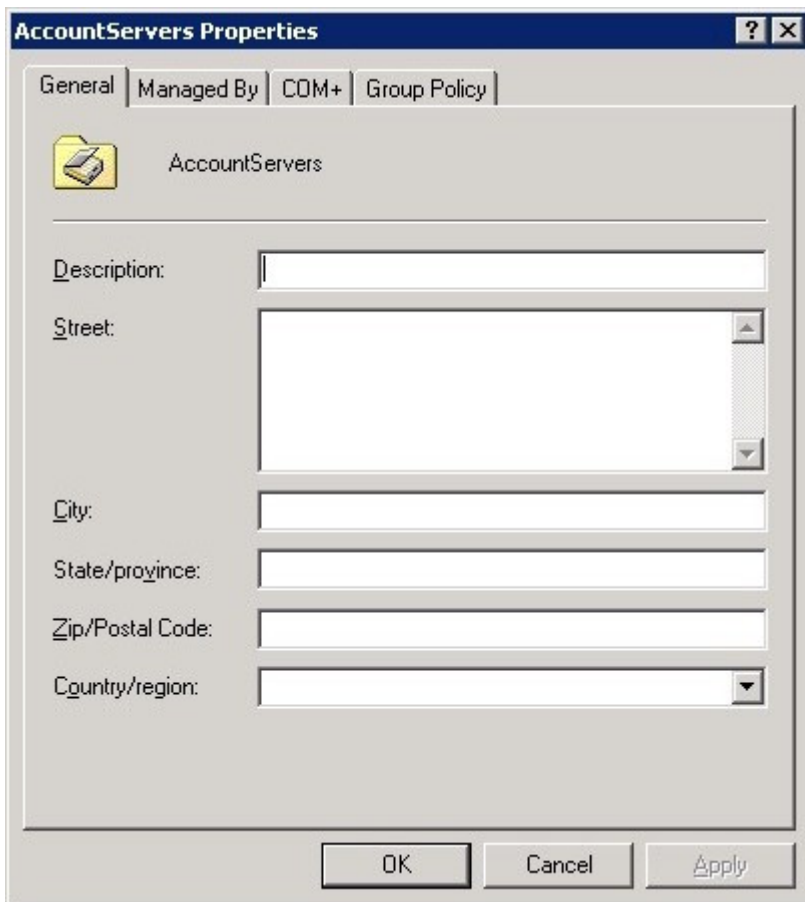 AccountServers Properties
General Managed By COM+ Group Policy
AccountServers
Description:
Street:
City:
State/province:
Zip/Postal Code:
Country/region:
OK Cancel Apply